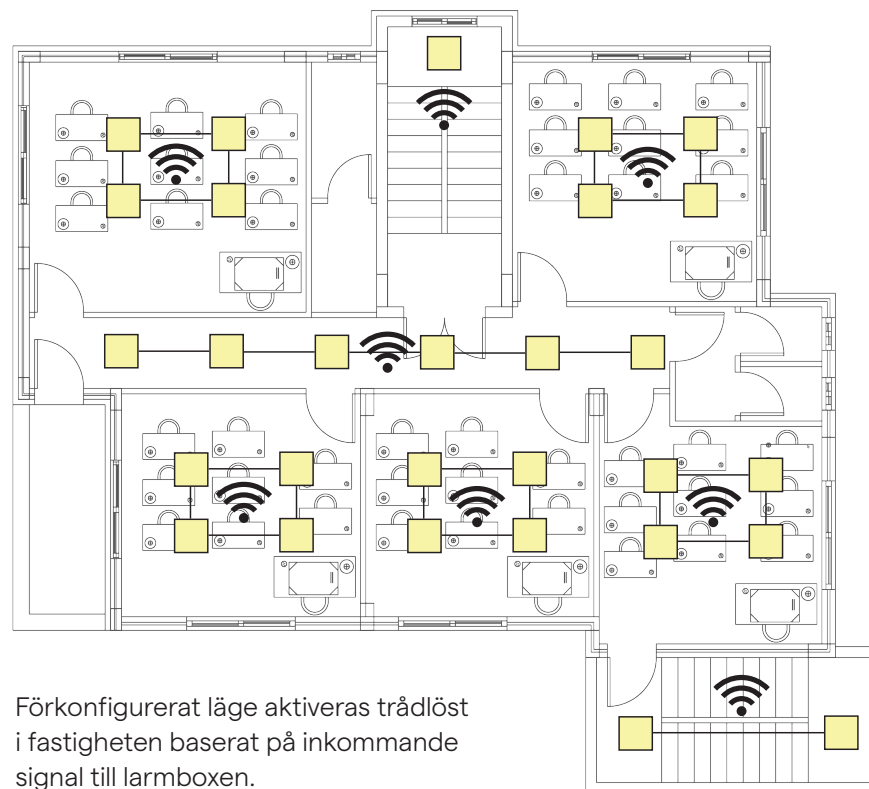 Förkonfigurerat läge aktiveras trådlöst
i fastigheten baserat på inkommande
signal till larmboxen.